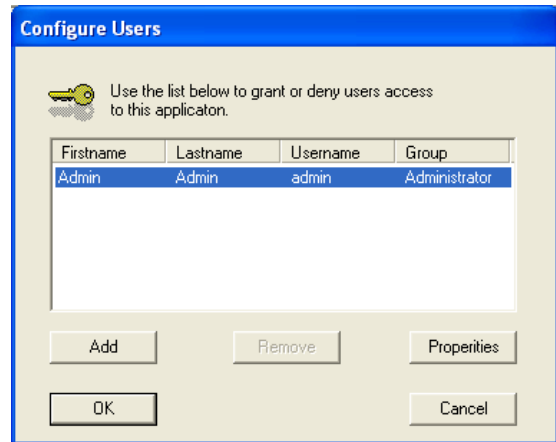 Configure Users
Use the list below to grant or deny users access
to this applicaton.
Firstname Lastname Username Group
Admin Admin admin Administrator
Add Remove Properities
OK Cancel